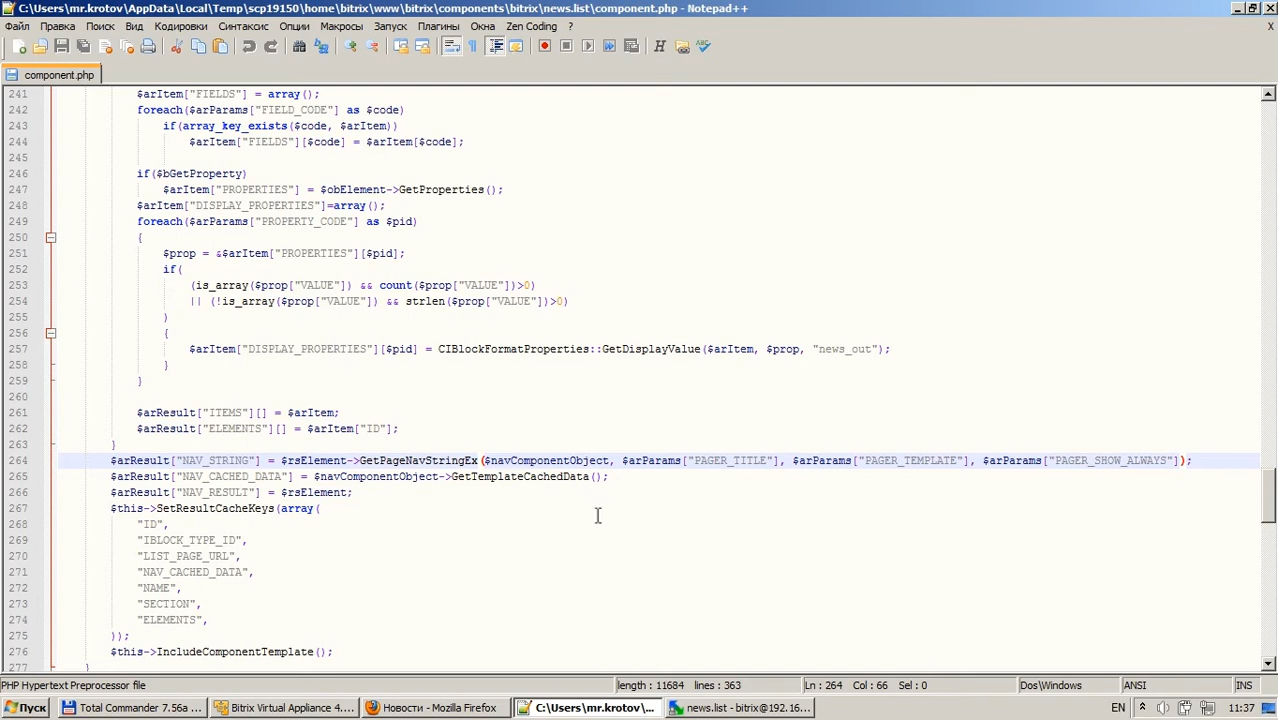 C:\Users\mr.krotov\AppData\Local\Temp\scp19150\home\bitrix\www\bitrix\components\bitrix\news.list\component.php - Notepad++
Файл Правка Поиск Вид Кодировки Синтаксис Опции Макросы Запуск Плагины Окна Zen Coding ? X
component.php
241 $arItem["FIELDS"] = array();
242 foreach($arParams["FIELD_CODE"] as $code)
243 if(array_key_exists($code, $arItem))
244 $arItem["FIELDS"][$code] = $arItem[$code];
245
246 if($bGetProperty)
247 $arItem["PROPERTIES"] = $obElement->GetProperties();
248 $arItem["DISPLAY_PROPERTIES"]=array();
249 foreach($arParams["PROPERTY_CODE"] as $pid)
250 {
251 $prop = &$arItem["PROPERTIES"][$pid];
252 if(
253 (is_array($prop["VALUE"]) && count($prop["VALUE"])>0)
254 || (!is_array($prop["VALUE"]) && strlen($prop["VALUE"])>0)
255 )
256 {
257 $arItem["DISPLAY_PROPERTIES"][$pid] = CIBlockFormatProperties::GetDisplayValue($arItem, $prop, "news_out");
258 }
259 }
260
261 $arResult["ITEMS"][] = $arItem;
262 $arResult["ELEMENTS"][] = $arItem["ID"];
263 }
264 $arResult["NAV_STRING"] = $rsElement->GetPageNavStringEx($navComponentObject, $arParams["PAGER_TITLE"], $arParams["PAGER_TEMPLATE"], $arParams["PAGER_SHOW_ALWAYS"]);
265 $arResult["NAV_CACHED_DATA"] = $navComponentObject->GetTemplateCachedData();
266 $arResult["NAV_RESULT"] = $rsElement;
267 $this->SetResultCacheKeys(array(
268 "ID",
269 "IBLOCK_TYPE_ID",
270 "LIST_PAGE_URL",
271 "NAV_CACHED_DATA",
272 "NAME",
273 "SECTION",
274 "ELEMENTS",
275 ));
276 $this->IncludeComponentTemplate();
277 }
PHP Hypertext Preprocessor file length : 11684 lines : 363 Ln : 264 Col : 66 Sel : 0 Dos\Windows ANSI INS
Пуск Total Commander 7.56a ... Bitrix Virtual Appliance 4.... Новости - Mozilla Firefox C:\Users\mr.krotov\... news.list - bitrix@192.16... EN 11:37